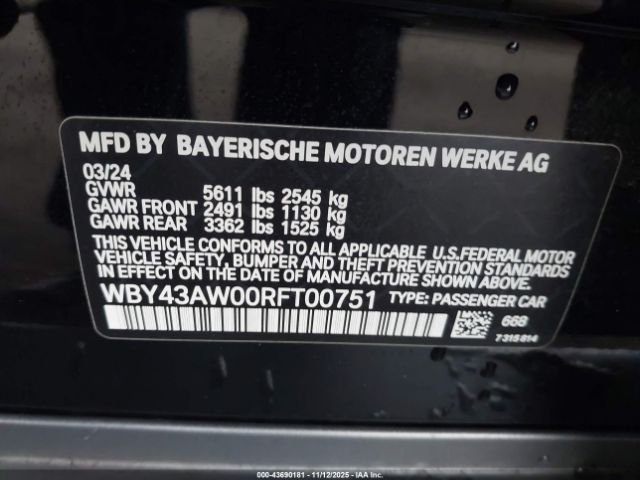 MFD BY BAYERISCHE MOTOREN WERKE AG
03/24
GVWR 5611 lbs 2545 kg
GAWR FRONT 2491 lbs 1130 kg
GAWR REAR 3362 lbs 1525 kg
THIS VEHICLE CONFORMS TO ALL APPLICABLE U.S.FEDERAL MOTOR
VEHICLE SAFETY, BUMPER AND THEFT PREVENTION STANDARDS
IN EFFECT ON THE DATE OF MANUFACTURE SHOWN ABOVE.
WBY43AW00RFT00751 TYPE: PASSENGER CAR
668
7315814
000-43690181 - 11/12/2025 - IAA Inc.